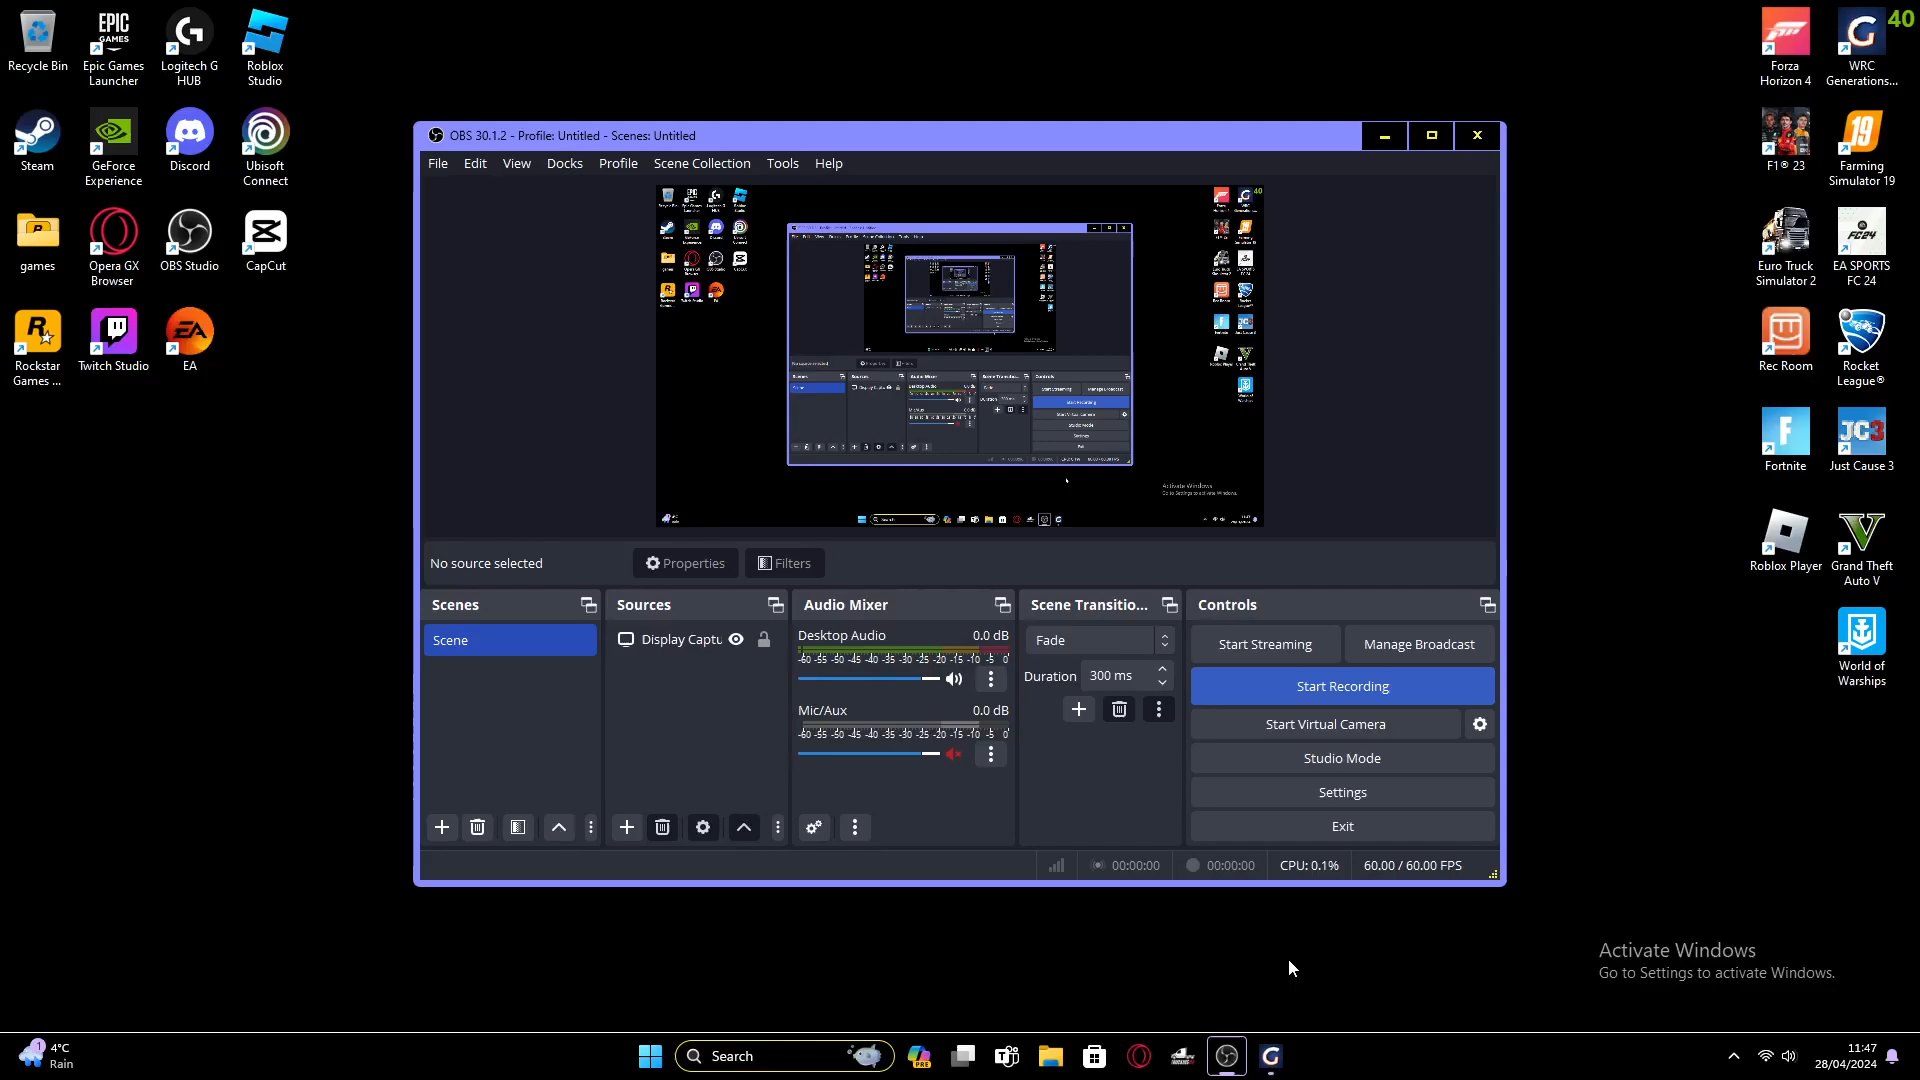 Recycle Bin
Epic Games
Launcher
Logitech G
HUB
Roblox
Studio
Steam
GeForce
Experience
Discord
Ubisoft
Connect
games
Opera GX
Browser
OBS Studio
CapCut
Rockstar
Games ...
Twitch Studio
EA
Forza
Horizon 4
WRC
Generations...
40
F1® 23
Farming
Simulator 19
Euro Truck
Simulator 2
EA SPORTS
FC 24
Rec Room
Rocket
League®
Fortnite
Just Cause 3
Roblox Player
Grand Theft
Auto V
World of
Warships
OBS 30.1.2 - Profile: Untitled - Scenes: Untitled
File Edit View Docks Profile Scene Collection Tools Help
No source selected
Properties
Filters
Scenes
Scene
Sources
Display Captu
Audio Mixer
Desktop Audio 0.0 dB
-60 -55 -50 -45 -40 -35 -30 -25 -20 -15 -10 -5 0
Mic/Aux 0.0 dB
-60 -55 -50 -45 -40 -35 -30 -25 -20 -15 -10 -5 0
Scene Transitio...
Fade
Duration 300 ms
Controls
Start Streaming
Manage Broadcast
Start Recording
Start Virtual Camera
Studio Mode
Settings
Exit
00:00:00
00:00:00
CPU: 0.1%
60.00 / 60.00 FPS
Activate Windows
Go to Settings to activate Windows.
1
4°C
Rain
Search
PRE
11:47
28/04/2024